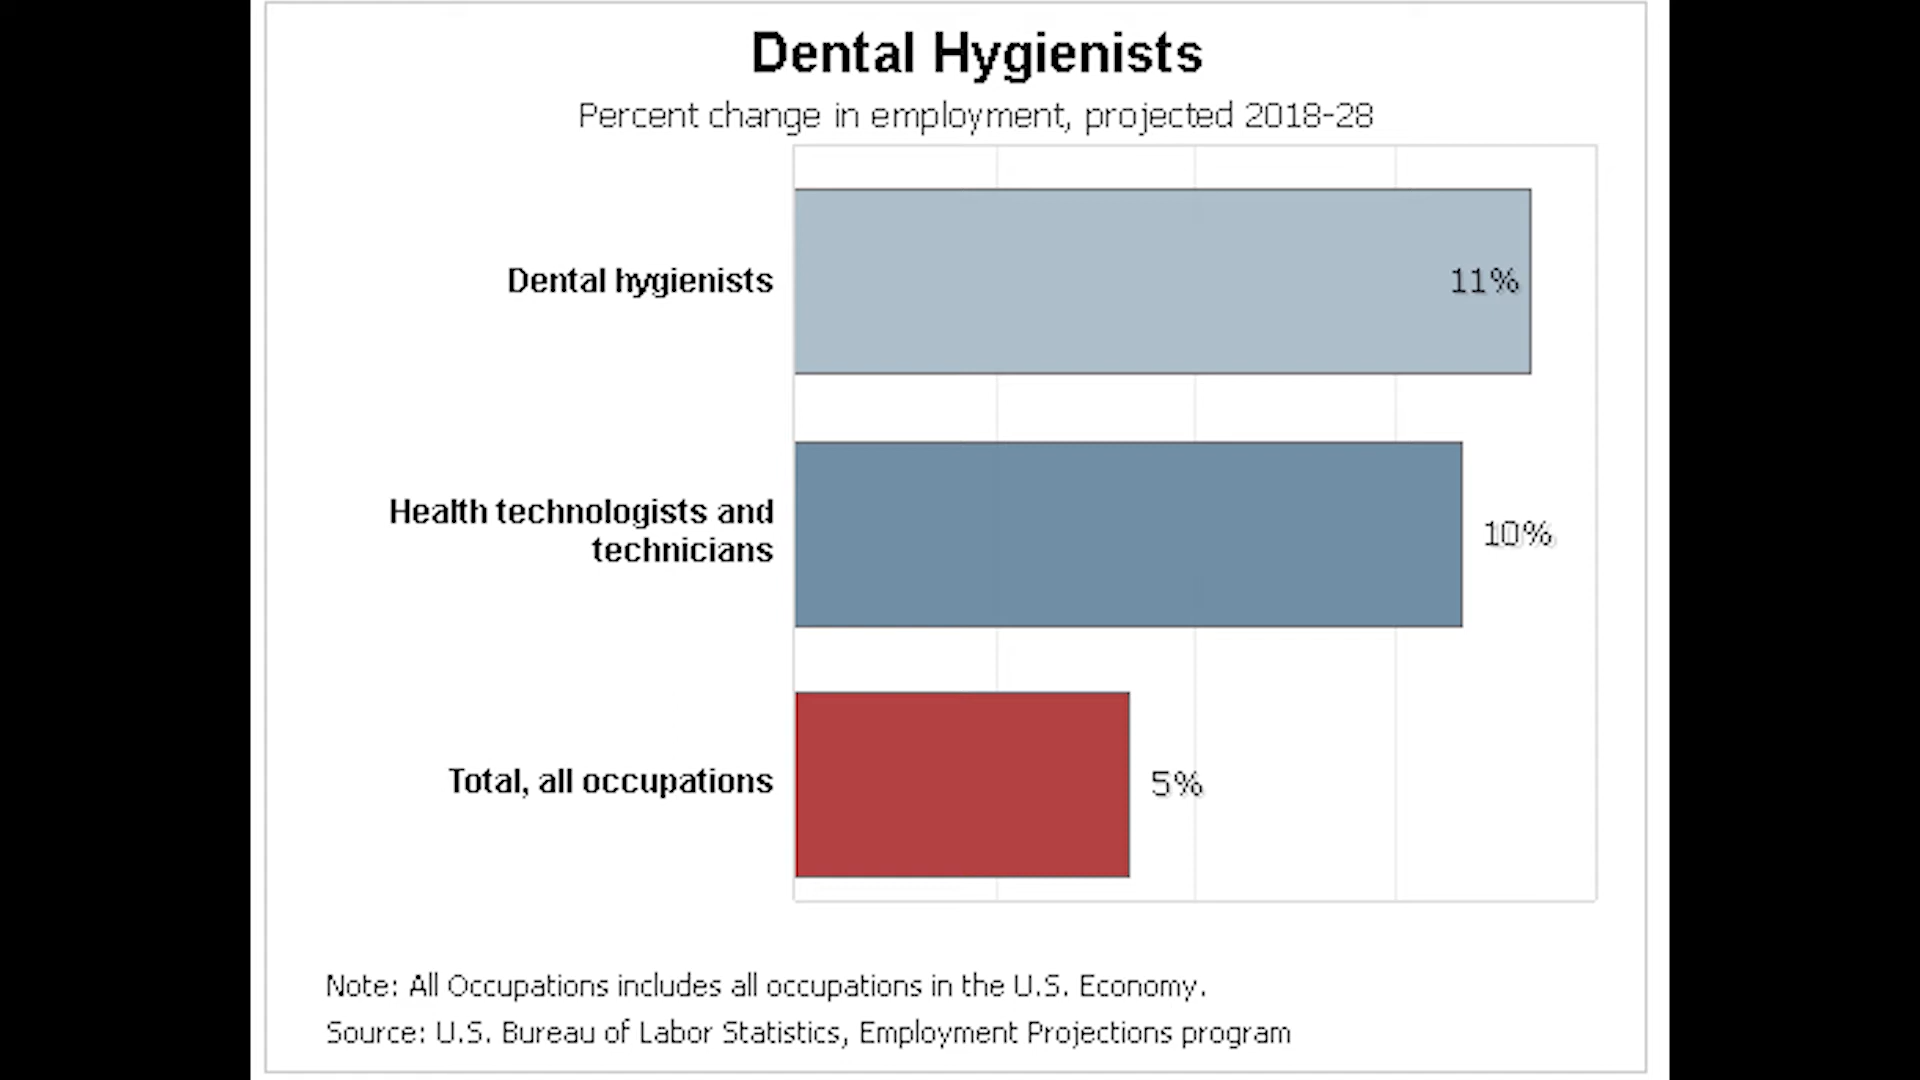 Dental Hygienists
Percent change in employment, projected 2018-28
Dental hygienists
11%
Health technologists and
technicians
10%
Total, all occupations
5%
Note: All Occupations includes all occupations in the U.S. Economy.
Source: U.S. Bureau of Labor Statistics, Employment Projections program